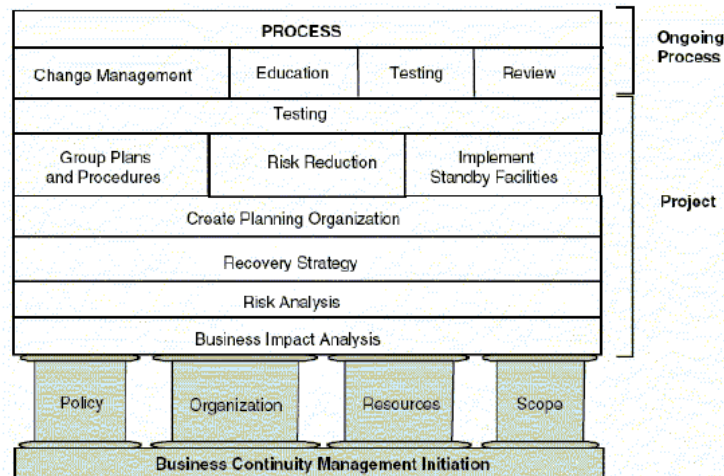 PROCESS
Ongoing
Process
Change Management
Education
Testing
Review
Testing
Group Plans
and Procedures
Risk Reduction
Implement
Standby Facilities
Project
Create Planning Organization
Recovery Strategy
Risk Analysis
Business Impact Analysis
Policy
Organization
Resources
Scope
Business Continuity Management Initiation